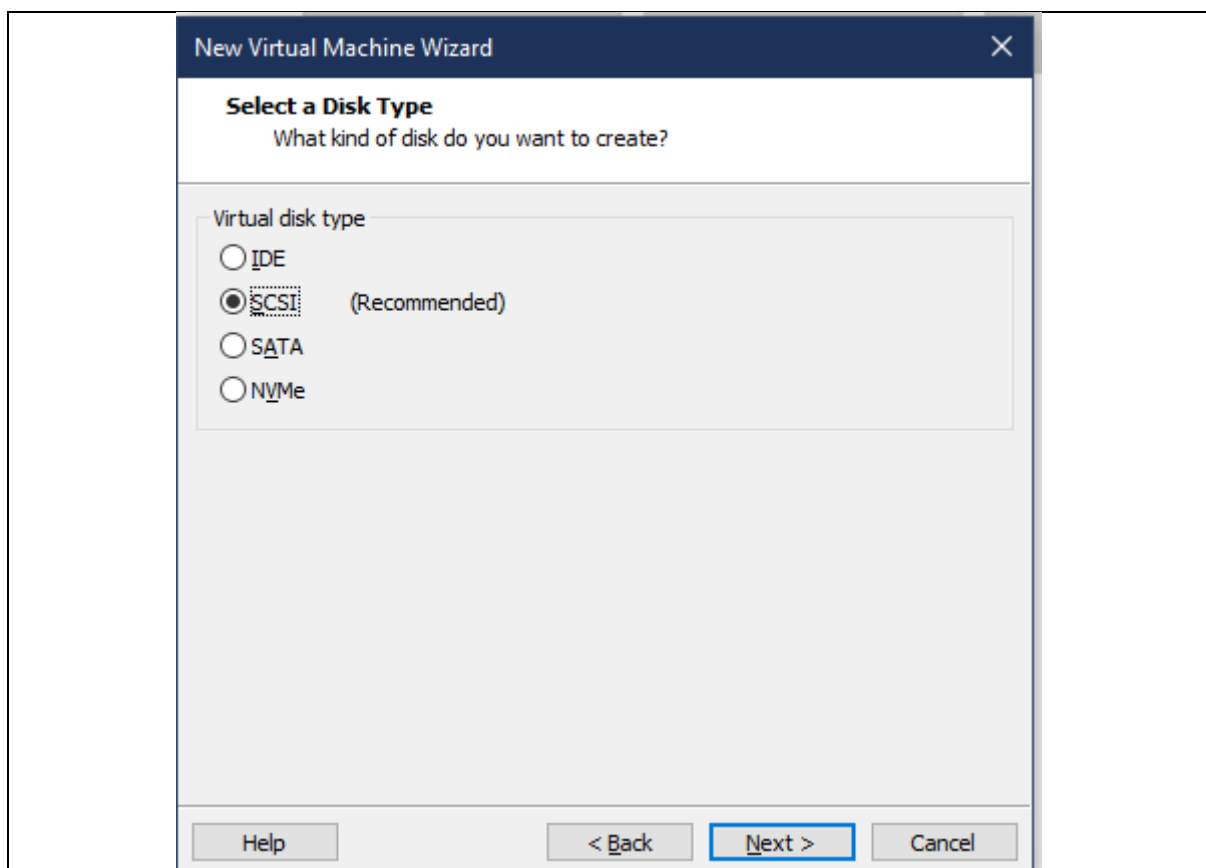 New Virtual Machine Wizard
Select a Disk Type
What kind of disk do you want to create?
Virtual disk type
IDE
SCSI (Recommended)
SATA
NVMe
Help < Back Next > Cancel